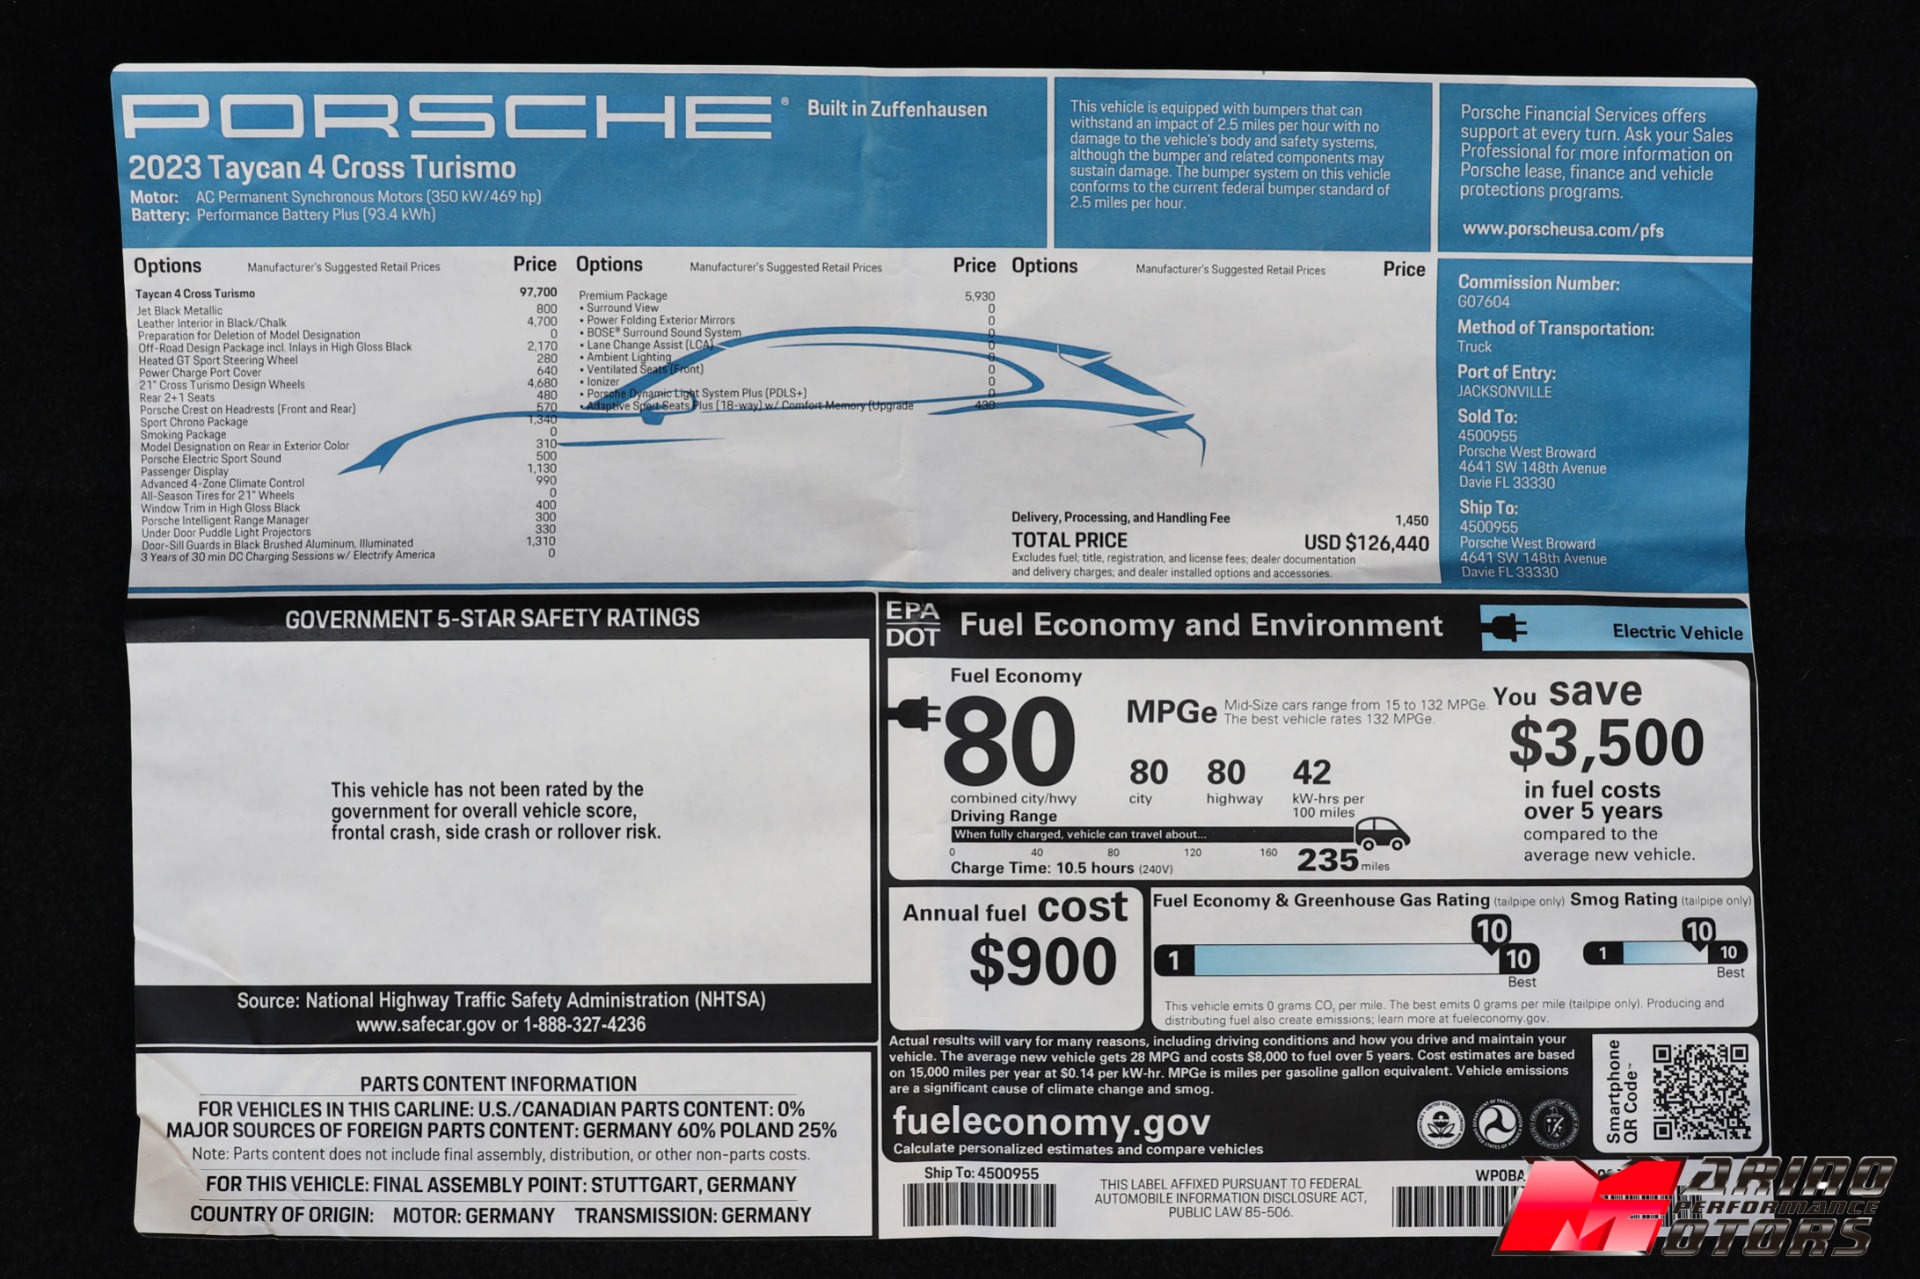 PORSCHE®
Built in Zuffenhausen
2023 Taycan 4 Cross Turismo
Motor: AC Permanent Synchronous Motors (350 kW/469 hp)
Battery: Performance Battery Plus (93.4 kWh)
This vehicle is equipped with bumpers that can
withstand an impact of 2.5 miles per hour with no
damage to the vehicle's body and safety systems,
although the bumper and related components may
sustain damage. The bumper system on this vehicle
conforms to the current federal bumper standard of
2.5 miles per hour.
Porsche Financial Services offers
support at every turn. Ask your Sales
Professional for more information on
Porsche lease, finance and vehicle
protections programs.
www.porscheusa.com/pfs
Options Manufacturer's Suggested Retail Prices Price
Taycan 4 Cross Turismo 97,700
Jet Black Metallic 800
Leather Interior in Black/Chalk 4,700
Preparation for Deletion of Model Designation 0
Off-Road Design Package incl. Inlays in High Gloss Black 2,170
Heated GT Sport Steering Wheel 280
Power Charge Port Cover 640
21" Cross Turismo Design Wheels 4,680
Rear 2+1 Seats 480
Porsche Crest on Headrests (Front and Rear) 570
Sport Chrono Package 1,340
Smoking Package 0
Model Designation on Rear in Exterior Color 310
Porsche Electric Sport Sound 500
Passenger Display 1,130
Advanced 4-Zone Climate Control 990
All-Season Tires for 21" Wheels 0
Window Trim in High Gloss Black 400
Porsche Intelligent Range Manager 300
Under Door Puddle Light Projectors 330
Door-Sill Guards in Black Brushed Aluminum, Illuminated 1,310
3 Years of 30 min DC Charging Sessions w/ Electrify America 0
Options Manufacturer's Suggested Retail Prices Price
Premium Package 5,930
• Surround View 0
• Power Folding Exterior Mirrors 0
• BOSE® Surround Sound System 0
• Lane Change Assist (LCA) 0
• Ambient Lighting 0
• Ventilated Seats (Front) 0
• Ionizer 0
• Porsche Dynamic Light System Plus (PDLS+) 0
• Adaptive Sport Seats Plus (18-way) w/ Comfort Memory (Upgrade 430
Options Manufacturer's Suggested Retail Prices Price
Delivery, Processing, and Handling Fee 1,450
TOTAL PRICE USD $126,440
Excludes fuel; title, registration, and license fees; dealer documentation
and delivery charges; and dealer installed options and accessories.
Commission Number:
G07604
Method of Transportation:
Truck
Port of Entry:
JACKSONVILLE
Sold To:
4500955
Porsche West Broward
4641 SW 148th Avenue
Davie FL 33330
Ship To:
4500955
Porsche West Broward
4641 SW 148th Avenue
Davie FL 33330
GOVERNMENT 5-STAR SAFETY RATINGS
This vehicle has not been rated by the
government for overall vehicle score,
frontal crash, side crash or rollover risk.
Source: National Highway Traffic Safety Administration (NHTSA)
www.safecar.gov or 1-888-327-4236
PARTS CONTENT INFORMATION
FOR VEHICLES IN THIS CARLINE: U.S./CANADIAN PARTS CONTENT: 0%
MAJOR SOURCES OF FOREIGN PARTS CONTENT: GERMANY 60% POLAND 25%
Note: Parts content does not include final assembly, distribution, or other non-parts costs.
FOR THIS VEHICLE: FINAL ASSEMBLY POINT: STUTTGART, GERMANY
COUNTRY OF ORIGIN: MOTOR: GERMANY TRANSMISSION: GERMANY
EPA
DOT
Fuel Economy and Environment
Electric Vehicle
Fuel Economy
80
MPGe
Mid-Size cars range from 15 to 132 MPGe.
The best vehicle rates 132 MPGe.
80 80 42
combined city/hwy city highway kW-hrs per
100 miles
Driving Range
When fully charged, vehicle can travel about...
0 40 80 120 160 235 miles
Charge Time: 10.5 hours (240V)
You save
$3,500
in fuel costs
over 5 years
compared to the
average new vehicle.
Annual fuel cost
$900
Fuel Economy & Greenhouse Gas Rating (tailpipe only)
10
1 10
Best
Smog Rating (tailpipe only)
10
1 10
Best
This vehicle emits 0 grams CO2 per mile. The best emits 0 grams per mile (tailpipe only). Producing and
distributing fuel also create emissions; learn more at fueleconomy.gov.
Actual results will vary for many reasons, including driving conditions and how you drive and maintain your
vehicle. The average new vehicle gets 28 MPG and costs $8,000 to fuel over 5 years. Cost estimates are based
on 15,000 miles per year at $0.14 per kW-hr. MPGe is miles per gasoline gallon equivalent. Vehicle emissions
are a significant cause of climate change and smog.
fueleconomy.gov
Calculate personalized estimates and compare vehicles
Smartphone
QR Code™
Ship To: 4500955
THIS LABEL AFFIXED PURSUANT TO FEDERAL
AUTOMOBILE INFORMATION DISCLOSURE ACT,
PUBLIC LAW 85-506.
WP0BA
MARINO
PERFORMANCE
MOTORS